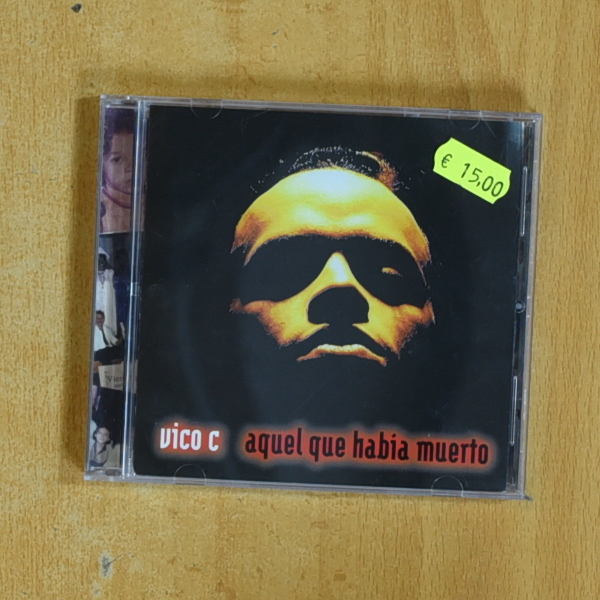 € 15,00
vico c aquel que habia muerto